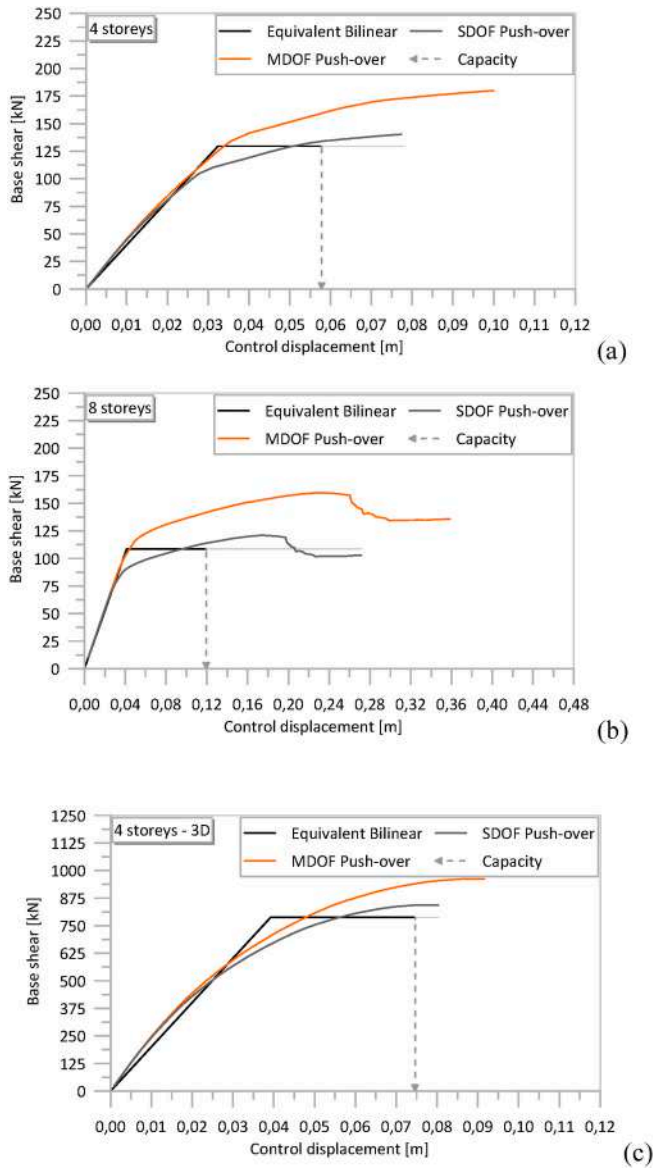 4 storeys
Equivalent Bilinear
SDOF Push-over
MDOF Push-over
Capacity
250
225
200
175
150
125
100
75
50
25
0
Base shear [kN]
0,00 0,01 0,02 0,03 0,04 0,05 0,06 0,07 0,08 0,09 0,10 0,11 0,12
Control displacement [m]
(a)
8 storeys
Equivalent Bilinear
SDOF Push-over
MDOF Push-over
Capacity
250
225
200
175
150
125
100
75
50
25
0
Base shear [kN]
0,00 0,04 0,08 0,12 0,16 0,20 0,24 0,28 0,32 0,36 0,40 0,44 0,48
Control displacement [m]
(b)
4 storeys - 3D
Equivalent Bilinear
SDOF Push-over
MDOF Push-over
Capacity
1250
1125
1000
875
750
625
500
375
250
125
0
Base shear [kN]
0,00 0,01 0,02 0,03 0,04 0,05 0,06 0,07 0,08 0,09 0,10 0,11 0,12
Control displacement [m]
(c)